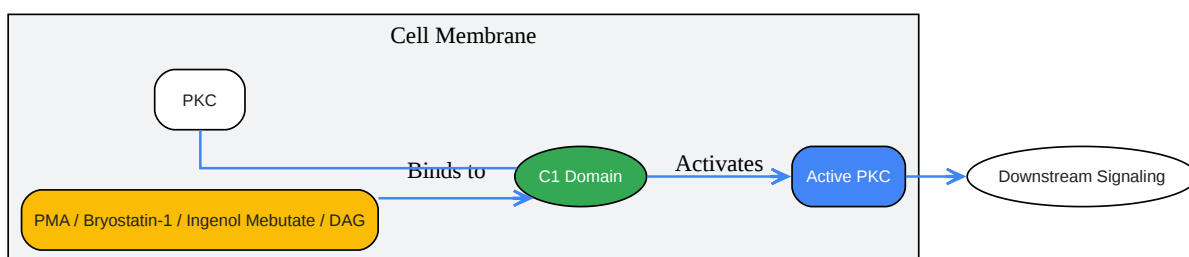 Cell Membrane
PKC
Binds to
C1 Domain
Activates
Active PKC
Downstream Signaling
PMA / Bryostatin-1 / Ingenol Mebutate / DAG